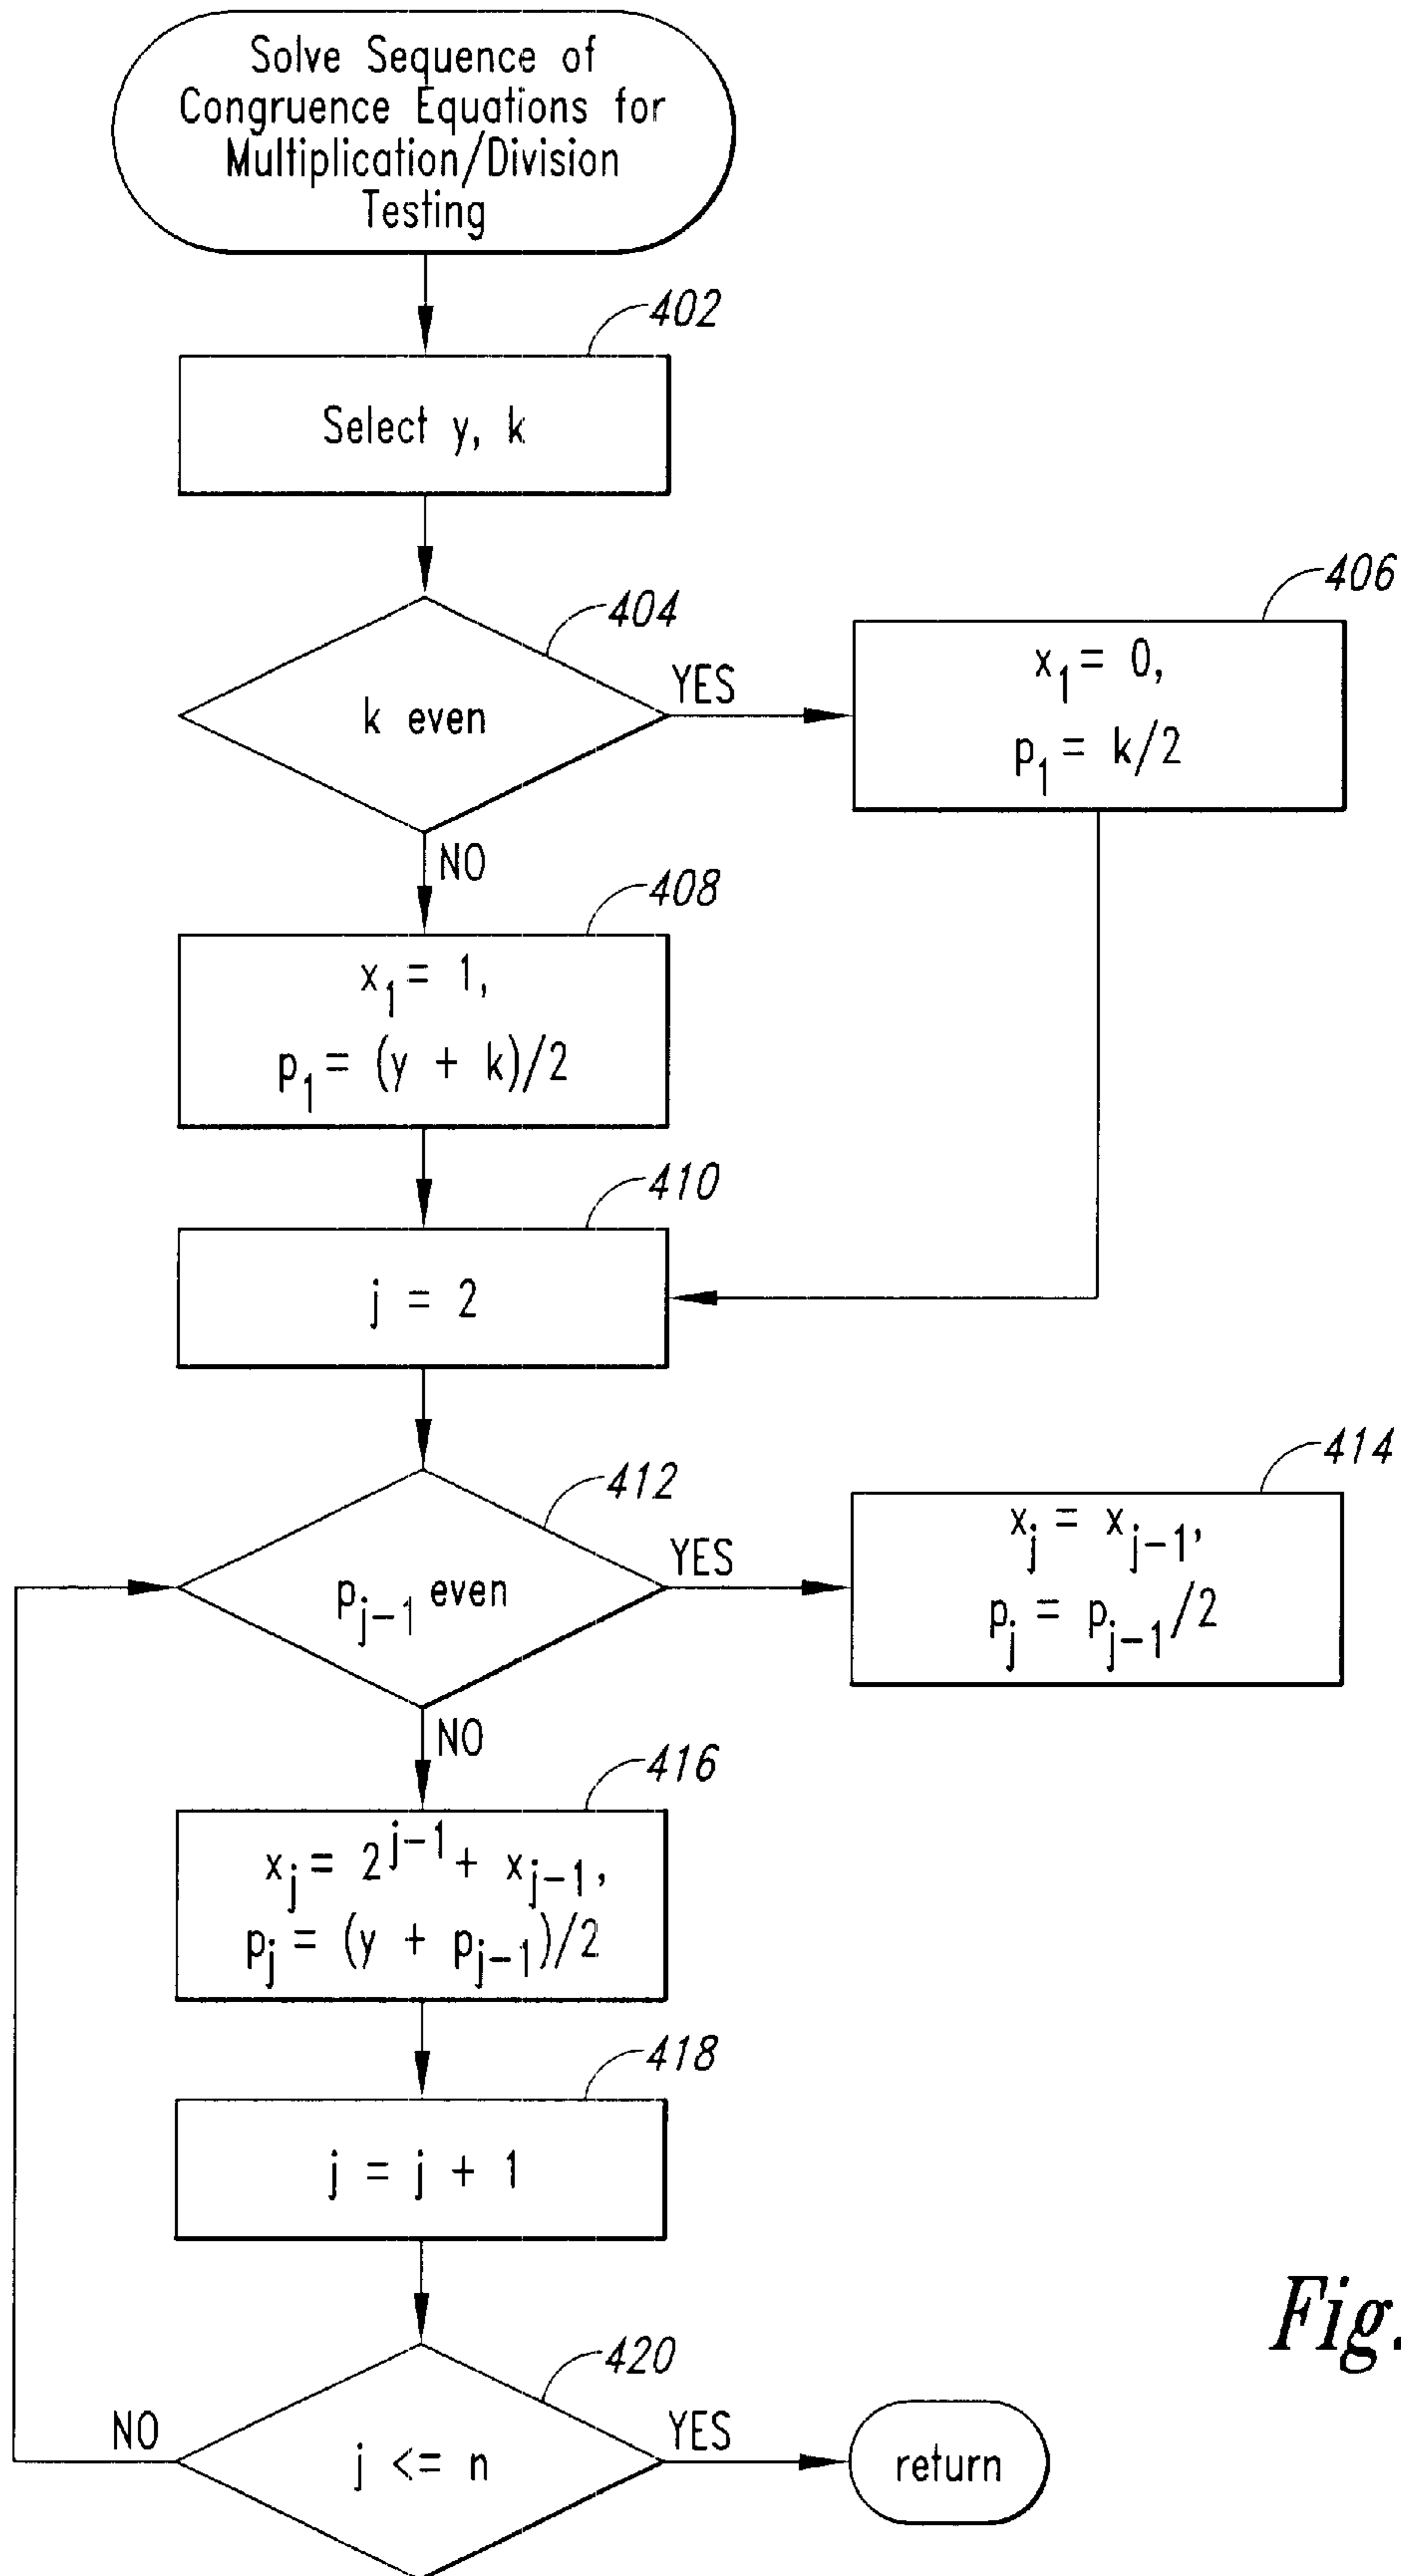 Solve Sequence of
Congruence Equations for
Multiplication/Division
Testing
402
Select y, k
404
k even
YES
406
x₁ = 0,
p₁ = k/2
NO
408
x₁ = 1,
p₁ = (y + k)/2
410
j = 2
412
pⱼ₋₁ even
YES
414
xⱼ = xⱼ₋₁,
pⱼ = pⱼ₋₁/2
NO
416
xⱼ = 2ʲ⁻¹ + xⱼ₋₁,
pⱼ = (y + pⱼ₋₁)/2
418
j = j + 1
420
NO
j <= n
YES
return
Fig.